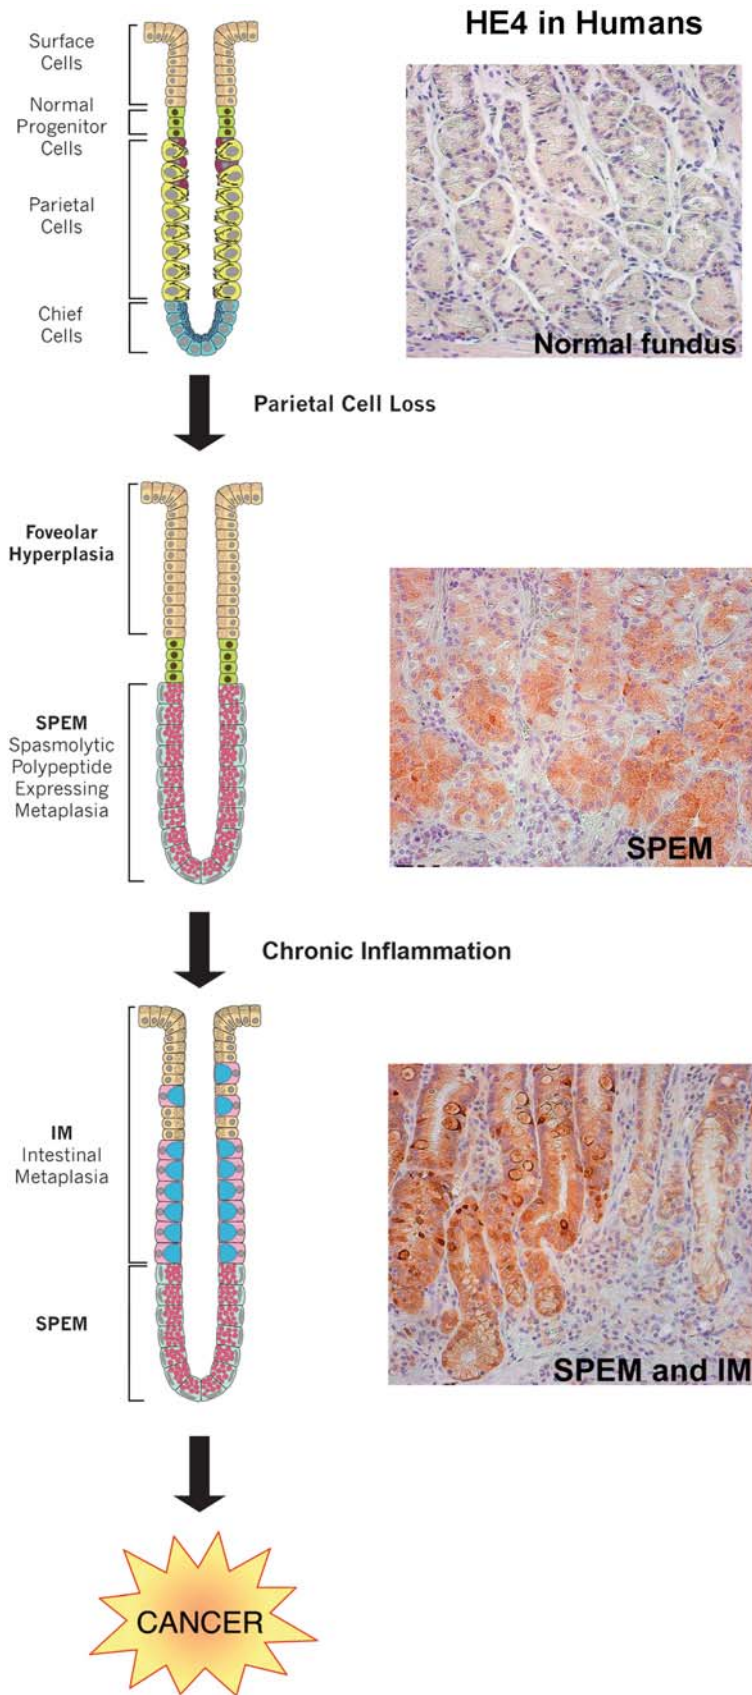 HE4 in Humans
Surface
Cells
Normal
Progenitor
Cells
Parietal
Cells
Chief
Cells
Normal fundus
Parietal Cell Loss
Foveolar
Hyperplasia
SPEM
Spasmolytic
Polypeptide
Expressing
Metaplasia
SPEM
Chronic Inflammation
IM
Intestinal
Metaplasia
SPEM
SPEM and IM
CANCER